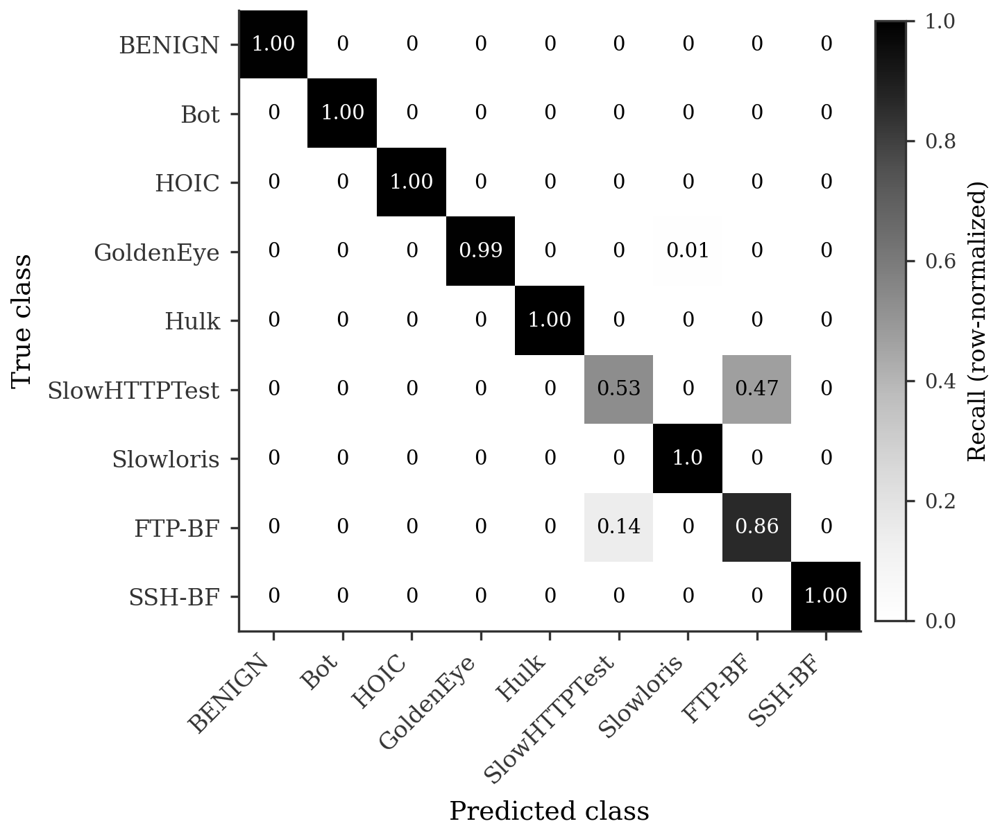 BENIGN 1.00 0 0 0 0 0 0 0 0
Bot 0 1.00 0 0 0 0 0 0 0
HOIC 0 0 1.00 0 0 0 0 0 0
GoldenEye 0 0 0 0.99 0 0 0.01 0 0
Hulk 0 0 0 0 1.00 0 0 0 0
SlowHTTPTest 0 0 0 0 0 0.53 0 0.47 0
Slowloris 0 0 0 0 0 0 1.0 0 0
FTP-BF 0 0 0 0 0 0.14 0 0.86 0
SSH-BF 0 0 0 0 0 0 0 0 1.00
True class
BENIGN
Bot
HOIC
GoldenEye
Hulk
SlowHTTPTest
Slowloris
FTP-BF
SSH-BF
Predicted class
1.0
0.8
0.6
0.4
0.2
0.0
Recall (row-normalized)